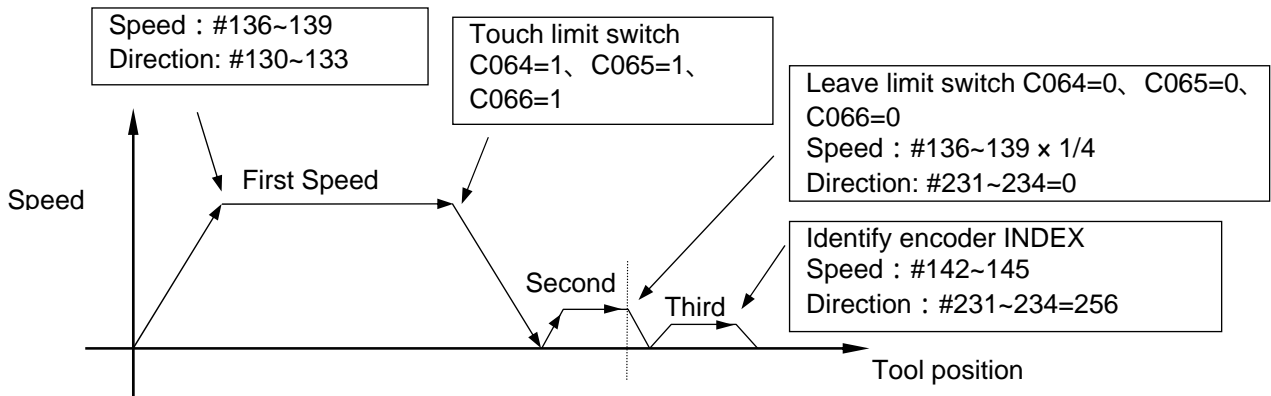 Speed：#136~139
Direction: #130~133
Touch limit switch
C064=1、C065=1、
C066=1
Leave limit switch C064=0、C065=0、
C066=0
Speed：#136~139 × 1/4
Direction: #231~234=0
First Speed
Speed
Identify encoder INDEX
Speed：#142~145
Direction：#231~234=256
Second
Third
Tool position